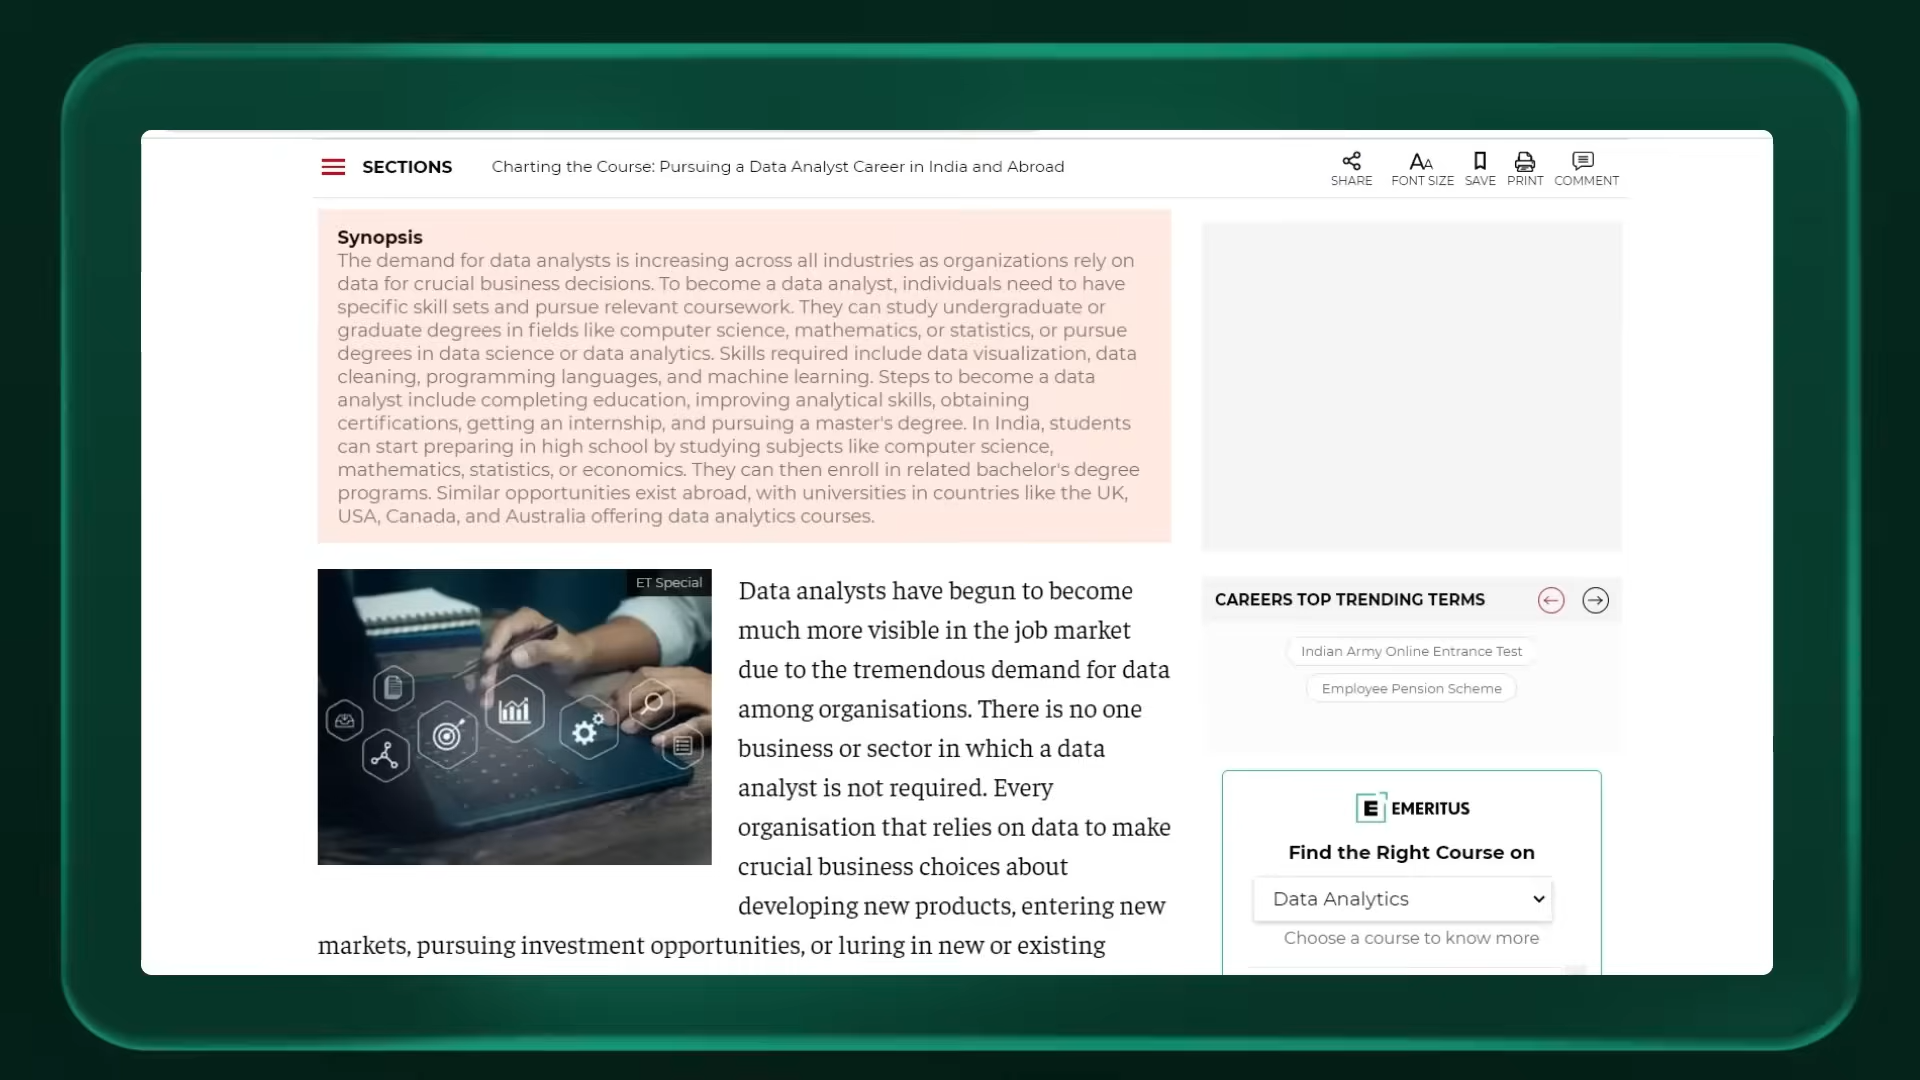 SECTIONS
Charting the Course: Pursuing a Data Analyst Career in India and Abroad
SHARE
FONT SIZE
SAVE
PRINT
COMMENT
Synopsis
The demand for data analysts is increasing across all industries as organizations rely on
data for crucial business decisions. To become a data analyst, individuals need to have
specific skill sets and pursue relevant coursework. They can study undergraduate or
graduate degrees in fields like computer science, mathematics, or statistics, or pursue
degrees in data science or data analytics. Skills required include data visualization, data
cleaning, programming languages, and machine learning. Steps to become a data
analyst include completing education, improving analytical skills, obtaining
certifications, getting an internship, and pursuing a master's degree. In India, students
can start preparing in high school by studying subjects like computer science,
mathematics, statistics, or economics. They can then enroll in related bachelor's degree
programs. Similar opportunities exist abroad, with universities in countries like the UK,
USA, Canada, and Australia offering data analytics courses.
ET Special
Data analysts have begun to become
much more visible in the job market
due to the tremendous demand for data
among organisations. There is no one
business or sector in which a data
analyst is not required. Every
organisation that relies on data to make
crucial business choices about
developing new products, entering new
markets, pursuing investment opportunities, or luring in new or existing
CAREERS TOP TRENDING TERMS
Indian Army Online Entrance Test
Employee Pension Scheme
E EMERITUS
Find the Right Course on
Data Analytics
Choose a course to know more